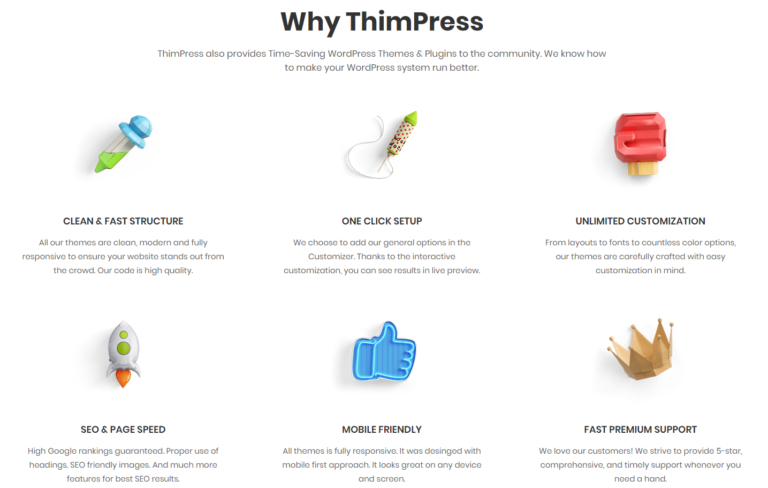 Why ThimPress
ThimPress also provides Time-Saving WordPress Themes & Plugins to the community. We know how
to make your WordPress system run better.
CLEAN & FAST STRUCTURE
All our themes are clean, modern and fully
responsive to ensure your website stands out from
the crowd. Our code is high quality.
ONE CLICK SETUP
We choose to add our general options in the
Customizer. Thanks to the interactive
customization, you can see results in live preview.
UNLIMITED CUSTOMIZATION
From layouts to fonts to countless color options,
our themes are carefully crafted with easy
customization in mind.
SEO & PAGE SPEED
High Google rankings guaranteed. Proper use of
headings. SEO friendly images. And much more
features for best SEO results.
MOBILE FRIENDLY
All themes is fully responsive. It was desinged with
mobile first approach. It looks great on any device
and screen.
FAST PREMIUM SUPPORT
We love our customers! We strive to provide 5-star,
comprehensive, and timely support whenever you
need a hand.